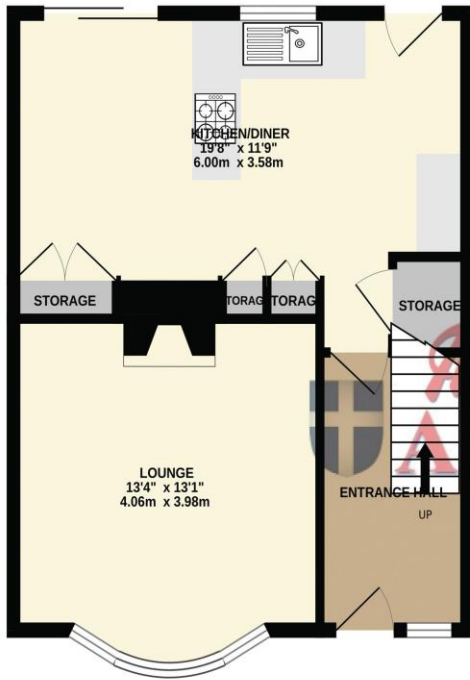 KITCHEN/DINER
19'8" x 11'9"
6.00m x 3.58m
STORAGE
TORAG
TORAG
STORAGE
LOUNGE
13'4" x 13'1"
4.06m x 3.98m
ENTRANCE HALL
UP